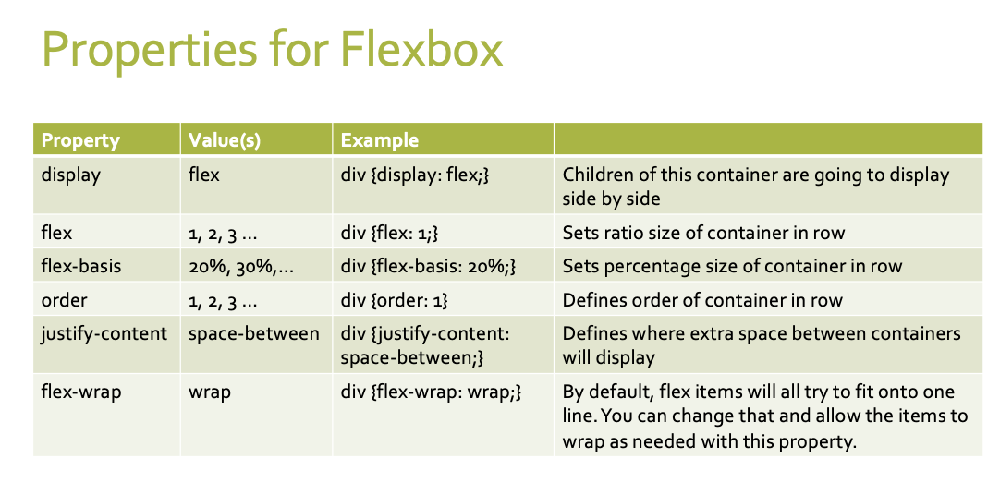 Properties for Flexbox
Property Value(s) Example
display flex div {display: flex;} Children of this container are going to display
side by side
flex 1, 2, 3 ... div {flex: 1;} Sets ratio size of container in row
flex-basis 20%, 30%,... div {flex-basis: 20%;} Sets percentage size of container in row
order 1, 2, 3 ... div {order: 1} Defines order of container in row
justify-content space-between div {justify-content: Defines where extra space between containers
space-between;} will display
flex-wrap wrap div {flex-wrap: wrap;} By default, flex items will all try to fit onto one
line. You can change that and allow the items to
wrap as needed with this property.